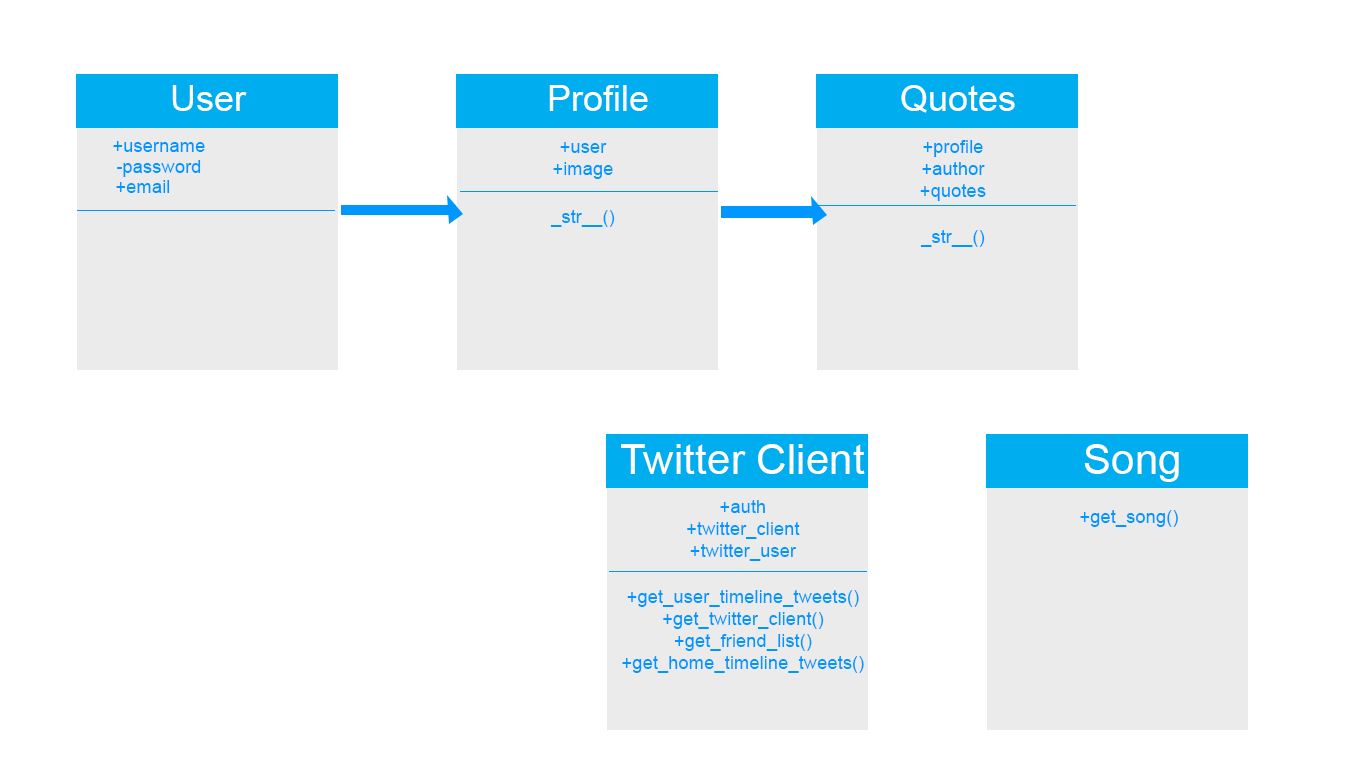 User
+username
-password
+email
Profile
+user
+image
_str__()
Quotes
+profile
+author
+quotes
_str__()
Twitter Client
+auth
+twitter_client
+twitter_user
+get_user_timeline_tweets()
+get_twitter_client()
+get_friend_list()
+get_home_timeline_tweets()
Song
+get_song()